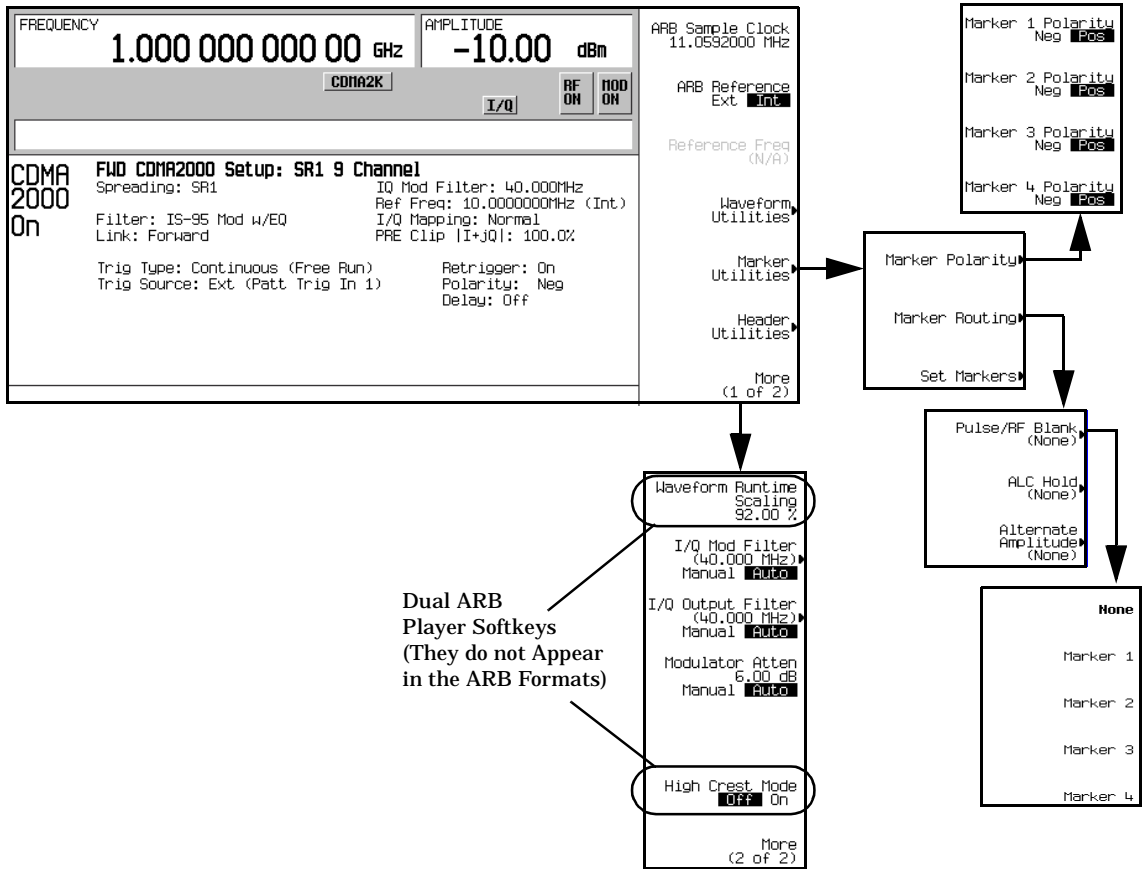 FREQUENCY
1.000 000 000 00 GHz
AMPLITUDE
-10.00 dBm
CDMA2K
I/Q
RF ON
MOD ON
CDMA
2000
On
FWD CDMA2000 Setup: SR1 9 Channel
Spreading: SR1
IQ Mod Filter: 40.000MHz
Ref Freq: 10.0000000MHz (Int)
Filter: IS-95 Mod w/EQ
I/Q Mapping: Normal
Link: Forward
PRE Clip |I+jQ|: 100.0%
Trig Type: Continuous (Free Run)
Retrigger: On
Trig Source: Ext (Patt Trig In 1)
Polarity: Neg
Delay: Off
ARB Sample Clock
11.0592000 MHz
ARB Reference
Ext Int
Reference Freq
(N/A)
Waveform
Utilities
Marker
Utilities
Header
Utilities
More
(1 of 2)
Marker Polarity
Marker Routing
Set Markers
Marker 1 Polarity
Neg Pos
Marker 2 Polarity
Neg Pos
Marker 3 Polarity
Neg Pos
Marker 4 Polarity
Neg Pos
Pulse/RF Blank
(None)
ALC Hold
(None)
Alternate
Amplitude
(None)
None
Marker 1
Marker 2
Marker 3
Marker 4
Waveform Runtime
Scaling
92.00 %
I/Q Mod Filter
(40.000 MHz)
Manual Auto
I/Q Output Filter
(40.000 MHz)
Manual Auto
Modulator Atten
6.00 dB
Manual Auto
High Crest Mode
Off On
More
(2 of 2)
Dual ARB
Player Softkeys
(They do not Appear
in the ARB Formats)